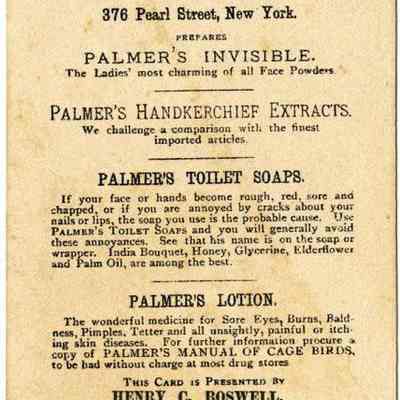 376 Pearl Street, New York.
PREPARES
PALMER'S INVISIBLE.
The Ladies' most charming of all Face Powders
PALMER'S HANDKERCHIEF EXTRACTS.
We challenge a comparison with the finest
imported articles.
PALMER'S TOILET SOAPS.
If your face or hands become rough, red, sore and
chapped, or if you are annoyed by cracks about your
nails or lips, the soap you use is the probable cause. Use
PALMER'S TOILET SOAPS and you will generally avoid
these annoyances. See that his name is on the soap or
wrapper. India Bouquet, Honey, Glycerine, Elderflower
and Palm Oil, are among the best.
PALMER'S LOTION.
The wonderful medicine for Sore Eyes, Burns, Bald-
ness, Pimples, Tetter and all unsightly, painful or itch-
ing skin diseases. For further information procure a
copy of PALMER'S MANUAL OF CAGE BIRDS,
to be had without charge at most drug stores
THIS CARD IS PRESENTED BY
HENRY C. BOSWELL,